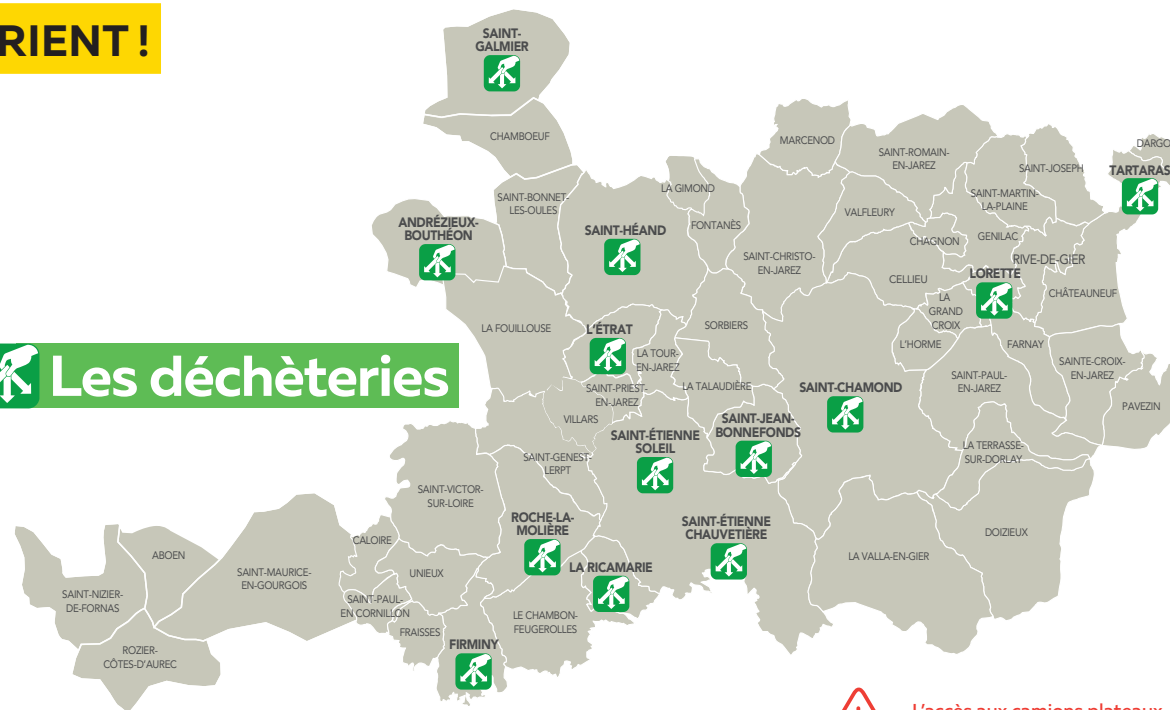 RIENT !
SAINT-
GALMIER
CHAMBOEUF
MARCENOD
SAINT-ROMAIN-
EN-JAREZ
SAINT-JOSEPH
DARGO
TARTARAS
LA GIMOND
SAINT-BONNET-
LES-OULES
SAINT-MARTIN-
LA-PLAINE
ANDRÉZIEUX-
BOUTHÉON
SAINT-HÉAND
FONTANÈS
VALFLEURY
CHAGNON
GENILAC
RIVE-DE-GIER
SAINT-CHRISTO-
EN-JAREZ
CELLIEU
LORETTE
CHÂTEAUNEUF
LA
GRAND
CROIX
LA FOUILLOUSE
L'ÉTRAT
SORBIERS
L'HORME
FARNAY
LA TOUR-
EN-JAREZ
SAINTE-CROIX-
EN-JAREZ
Les déchèteries
SAINT-PRIEST-
EN-JAREZ
LA TALAUDIÈRE
SAINT-CHAMOND
SAINT-PAUL-
EN-JAREZ
PAVEZIN
VILLARS
SAINT-ÉTIENNE
SOLEIL
SAINT-JEAN-
BONNEFONDS
LA TERRASSE-
SUR-DORLAY
SAINT-GENEST-
LERPT
SAINT-VICTOR-
SUR-LOIRE
ROCHE-LA-
MOLIÈRE
SAINT-ÉTIENNE
CHAUVETIÈRE
DOIZIEUX
CALOIRE
ABOEN
LA VALLA-EN-GIER
SAINT-MAURICE-
EN-GOURGOIS
UNIEUX
LA RICAMARIE
SAINT-NIZIER-
DE-FORNAS
SAINT-PAUL-
EN CORNILLON
LE CHAMBON-
FEUGEROLLES
FRAISSES
FIRMINY
ROZIER-
CÔTES-D'AUREC
L'accès aux camions plateaux